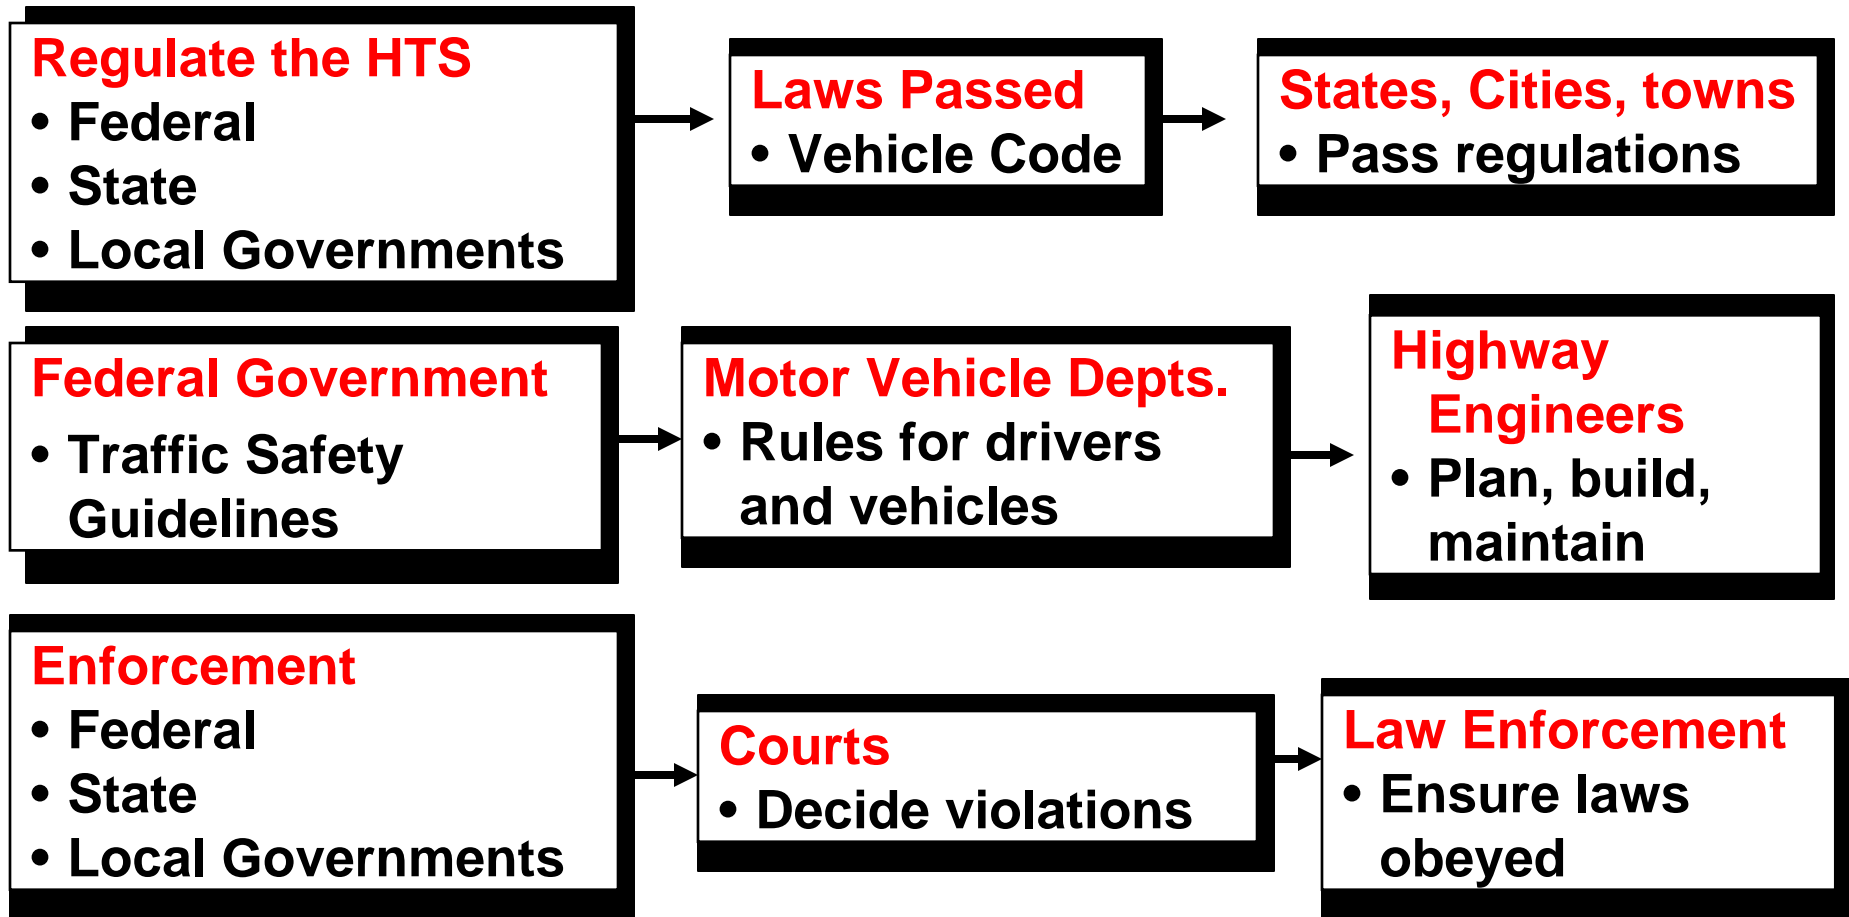 Regulate the HTS
• Federal
• State
• Local Governments
Laws Passed
• Vehicle Code
States, Cities, towns
• Pass regulations
Federal Government
• Traffic Safety
Guidelines
Motor Vehicle Depts.
• Rules for drivers
and vehicles
Highway
Engineers
• Plan, build,
maintain
Enforcement
• Federal
• State
• Local Governments
Courts
• Decide violations
Law Enforcement
• Ensure laws
obeyed